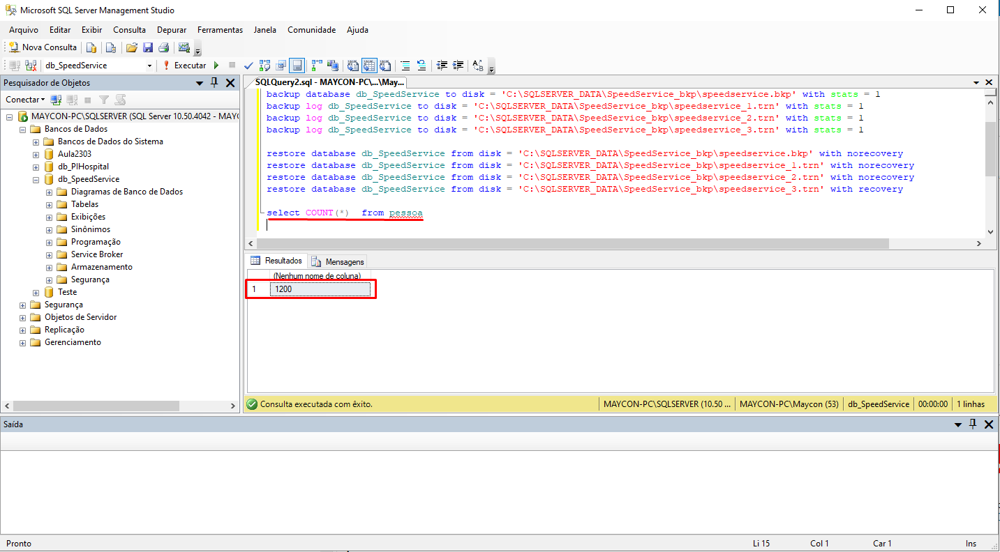 Microsoft SQL Server Management Studio
Arquivo Editar Exibir Consulta Depurar Ferramentas Janela Comunidade Ajuda
Nova Consulta
db_SpeedService Executar
Pesquisador de Objetos
Conectar
MAYCON-PC\SQLSERVER (SQL Server 10.50.4042 - MAYC
Bancos de Dados
Bancos de Dados do Sistema
Aula2303
db_PIHospital
db_SpeedService
Diagramas de Banco de Dados
Tabelas
Exibições
Sinônimos
Programação
Service Broker
Armazenamento
Segurança
Teste
Segurança
Objetos de Servidor
Replicação
Gerenciamento
SQLQuery2.sql - MAYCON-PC\...\May...
backup database db_SpeedService to disk = 'C:\SQLSERVER_DATA\SpeedService_bkp\speedservice.bkp' with stats = 1
backup log db_SpeedService to disk = 'C:\SQLSERVER_DATA\SpeedService_bkp\speedservice_1.trn' with stats = 1
backup log db_SpeedService to disk = 'C:\SQLSERVER_DATA\SpeedService_bkp\speedservice_2.trn' with stats = 1
backup log db_SpeedService to disk = 'C:\SQLSERVER_DATA\SpeedService_bkp\speedservice_3.trn' with stats = 1
restore database db_SpeedService from disk = 'C:\SQLSERVER_DATA\SpeedService_bkp\speedservice.bkp' with norecovery
restore database db_SpeedService from disk = 'C:\SQLSERVER_DATA\SpeedService_bkp\speedservice_1.trn' with norecovery
restore database db_SpeedService from disk = 'C:\SQLSERVER_DATA\SpeedService_bkp\speedservice_2.trn' with norecovery
restore database db_SpeedService from disk = 'C:\SQLSERVER_DATA\SpeedService_bkp\speedservice_3.trn' with recovery
select COUNT(*) from pessoa
Resultados Mensagens
(Nenhum nome de coluna)
1 1200
Consulta executada com êxito. MAYCON-PC\SQLSERVER (10.50 ... MAYCON-PC\Maycon (53) db_SpeedService 00:00:00 1 linhas
Saída
Pronto Li 15 Col 1 Car 1 Ins